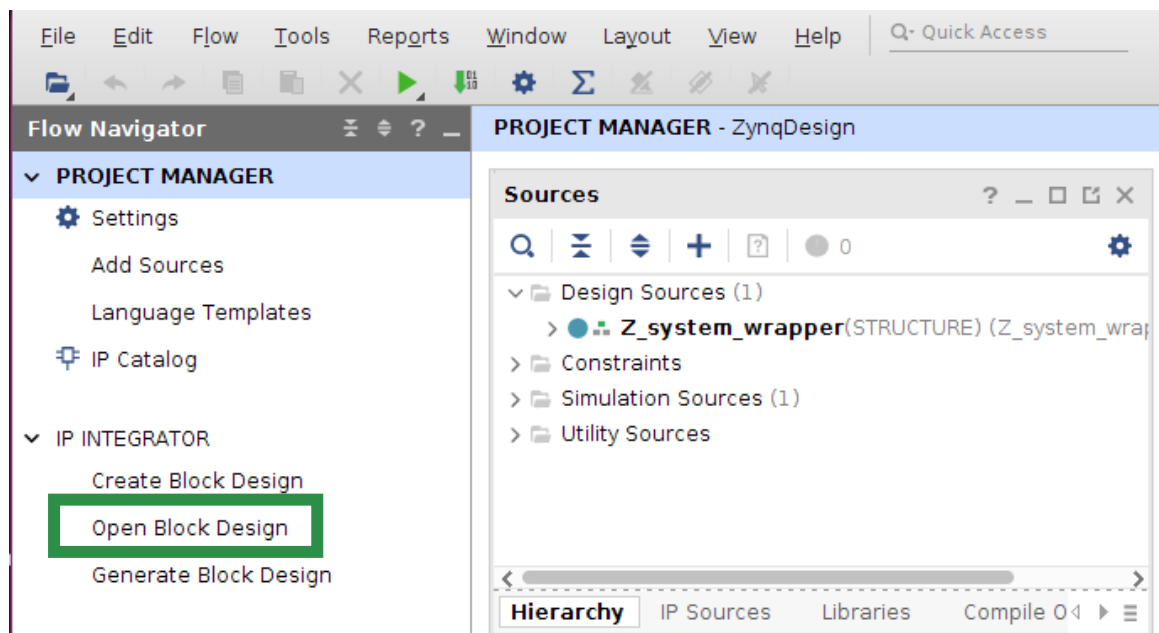 File Edit Flow Tools Reports Window Layout View Help Quick Access
Flow Navigator ? PROJECT MANAGER - ZynqDesign
PROJECT MANAGER
Settings
Add Sources
Language Templates
IP Catalog
IP INTEGRATOR
Create Block Design
Open Block Design
Generate Block Design
Sources ?
? 0
Design Sources (1)
Z_system_wrapper(STRUCTURE) (Z_system_wrap
Constraints
Simulation Sources (1)
Utility Sources
Hierarchy IP Sources Libraries Compile O